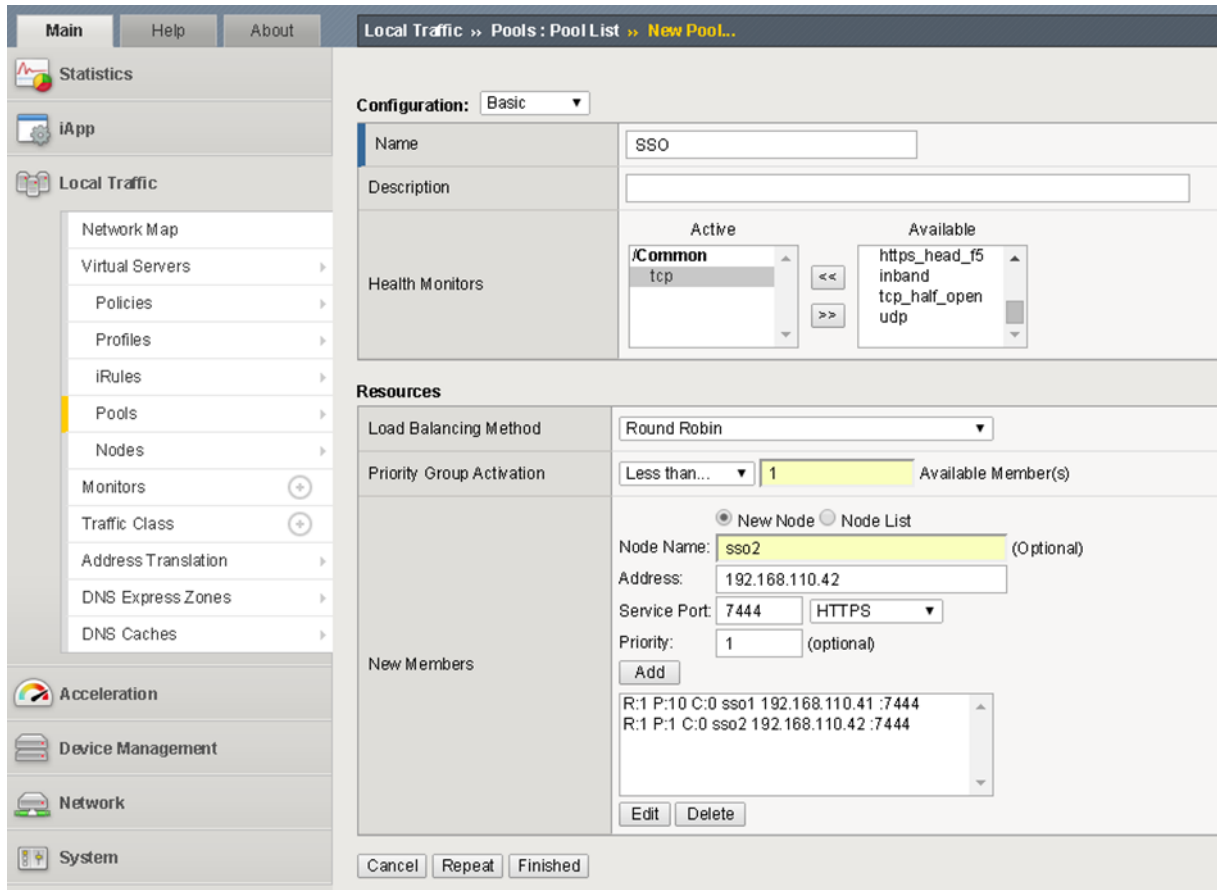 Main Help About
Local Traffic ›› Pools : Pool List ›› New Pool...
Statistics
iApp
Local Traffic
Network Map
Virtual Servers
Policies
Profiles
iRules
Pools
Nodes
Monitors
Traffic Class
Address Translation
DNS Express Zones
DNS Caches
Acceleration
Device Management
Network
System
Configuration: Basic
Name SSO
Description
Health Monitors
Active
/Common
tcp
<<
>>
Available
https_head_f5
inband
tcp_half_open
udp
Resources
Load Balancing Method Round Robin
Priority Group Activation Less than... 1 Available Member(s)
New Members
New Node Node List
Node Name: sso2 (Optional)
Address: 192.168.110.42
Service Port: 7444 HTTPS
Priority: 1 (optional)
Add
R:1 P:10 C:0 sso1 192.168.110.41 :7444
R:1 P:1 C:0 sso2 192.168.110.42 :7444
Edit Delete
Cancel Repeat Finished